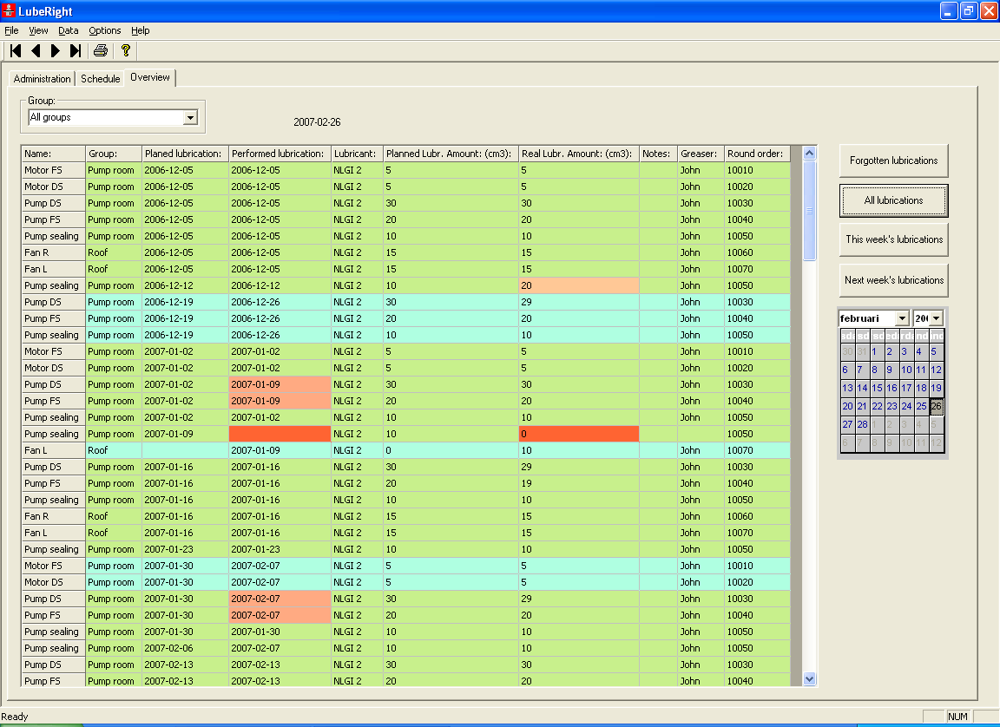 LubeRight
File View Data Options Help
Administration Schedule Overview
Group:
All groups
2007-02-26
Name: Group: Planed lubrication: Performed lubrication: Lubricant: Planned Lubr. Amount: (cm3): Real Lubr. Amount: (cm3): Notes: Greaser: Round order:
Motor FS Pump room 2006-12-05 2006-12-05 NLGI 2 5 5 John 10010
Motor DS Pump room 2006-12-05 2006-12-05 NLGI 2 5 5 John 10020
Pump DS Pump room 2006-12-05 2006-12-05 NLGI 2 30 30 John 10030
Pump FS Pump room 2006-12-05 2006-12-05 NLGI 2 20 20 John 10040
Pump sealing Pump room 2006-12-05 2006-12-05 NLGI 2 10 10 John 10050
Fan R Roof 2006-12-05 2006-12-05 NLGI 2 15 15 John 10060
Fan L Roof 2006-12-05 2006-12-05 NLGI 2 15 15 John 10070
Pump sealing Pump room 2006-12-12 2006-12-12 NLGI 2 10 20 John 10050
Pump DS Pump room 2006-12-19 2006-12-26 NLGI 2 30 29 John 10030
Pump FS Pump room 2006-12-19 2006-12-26 NLGI 2 20 20 John 10040
Pump sealing Pump room 2006-12-19 2006-12-26 NLGI 2 10 10 John 10050
Motor FS Pump room 2007-01-02 2007-01-02 NLGI 2 5 5 John 10010
Motor DS Pump room 2007-01-02 2007-01-02 NLGI 2 5 5 John 10020
Pump DS Pump room 2007-01-02 2007-01-09 NLGI 2 30 30 John 10030
Pump FS Pump room 2007-01-02 2007-01-09 NLGI 2 20 20 John 10040
Pump sealing Pump room 2007-01-02 2007-01-02 NLGI 2 10 10 John 10050
Pump sealing Pump room 2007-01-09 NLGI 2 10 0 10050
Fan L Roof 2007-01-09 NLGI 2 0 10 John 10070
Pump DS Pump room 2007-01-16 2007-01-16 NLGI 2 30 29 John 10030
Pump FS Pump room 2007-01-16 2007-01-16 NLGI 2 20 19 John 10040
Pump sealing Pump room 2007-01-16 2007-01-16 NLGI 2 10 10 John 10050
Fan R Roof 2007-01-16 2007-01-16 NLGI 2 15 15 John 10060
Fan L Roof 2007-01-16 2007-01-16 NLGI 2 15 15 John 10070
Pump sealing Pump room 2007-01-23 2007-01-23 NLGI 2 10 10 John 10050
Motor FS Pump room 2007-01-30 2007-02-07 NLGI 2 5 5 John 10010
Motor DS Pump room 2007-01-30 2007-02-07 NLGI 2 5 5 John 10020
Pump DS Pump room 2007-01-30 2007-02-07 NLGI 2 30 29 John 10030
Pump FS Pump room 2007-01-30 2007-02-07 NLGI 2 20 20 John 10040
Pump sealing Pump room 2007-01-30 2007-01-30 NLGI 2 10 10 John 10050
Pump sealing Pump room 2007-02-06 2007-02-07 NLGI 2 10 10 John 10050
Pump DS Pump room 2007-02-13 2007-02-13 NLGI 2 30 30 John 10030
Pump FS Pump room 2007-02-13 2007-02-13 NLGI 2 20 20 John 10040
Forgotten lubrications
All lubrications
This week's lubrications
Next week's lubrications
februari 200
30 31 1 2 3 4 5
6 7 8 9 10 11 12
13 14 15 16 17 18 19
20 21 22 23 24 25 26
27 28 1 2 3 4 5
6 7 8 9 10 11 12
Ready NUM